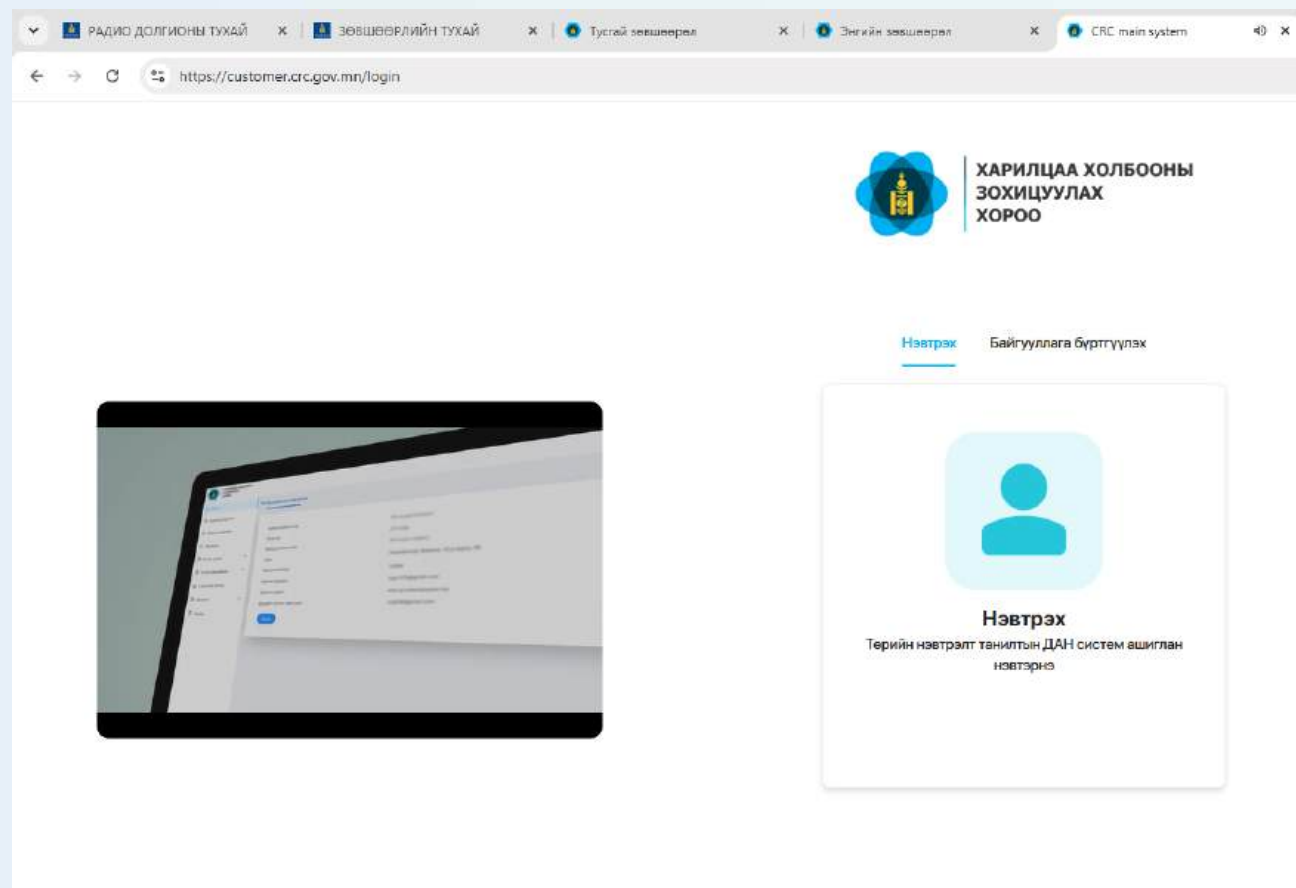 РАДИО ДОЛГИОНЫ ТУХАЙ
ЗӨВШӨӨРЛИЙН ТУХАЙ
Тусгай зөвшөөрөл
Энгийн зөвшөөрөл
CRC main system
https://customer.crc.gov.mn/login
ХАРИЛЦАА ХОЛБООНЫ
ЗОХИЦУУЛАХ
ХОРОО
Нэвтрэх
Байгууллага бүртгүүлэх
Нэвтрэх
Төрийн нэвтрэлт танилтын ДАН систем ашиглан
нэвтэрнэ